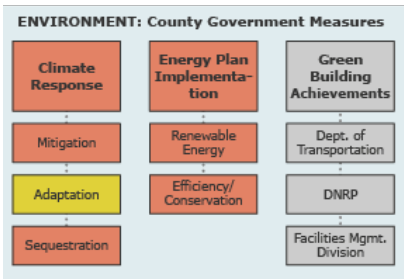 ENVIRONMENT: County Government Measures
Climate
Response
Mitigation
Adaptation
Sequestration
Energy Plan
Implementa-
tion
Renewable
Energy
Efficiency/
Conservation
Green
Building
Achievements
Dept. of
Transportation
DNRP
Facilities Mgmt.
Division